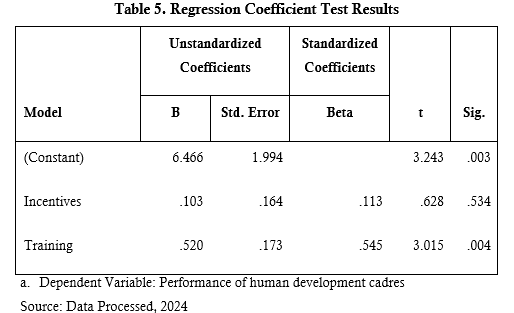 Table 5. Regression Coefficient Test Results
Unstandardized Coefficients Standardized Coefficients
Model B Std. Error Beta t Sig.
(Constant) 6.466 1.994 3.243 .003
Incentives .103 .164 .113 .628 .534
Training .520 .173 .545 3.015 .004
a. Dependent Variable: Performance of human development cadres
Source: Data Processed, 2024